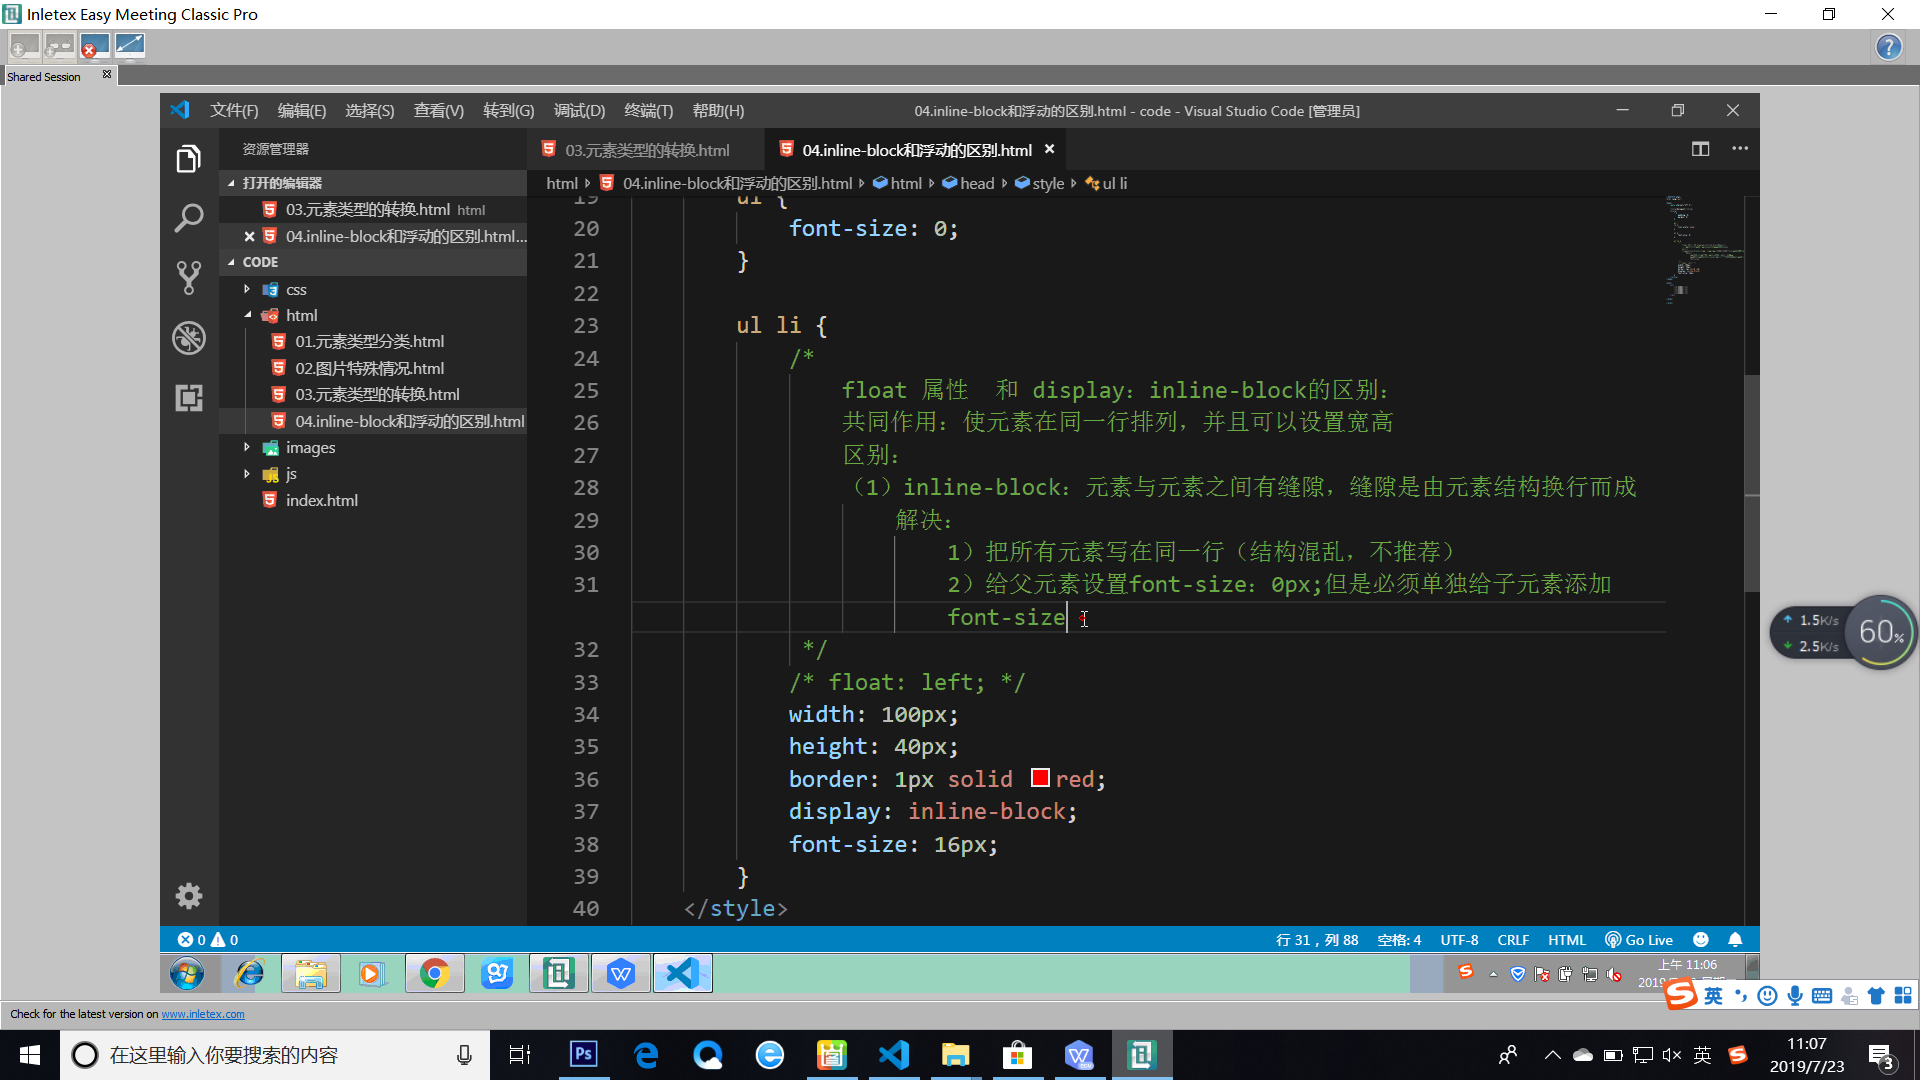 Inletex Easy Meeting Classic Pro
Shared Session
文件(F) 编辑(E) 选择(S) 查看(V) 转到(G) 调试(D) 终端(T) 帮助(H)
04.inline-block和浮动的区别.html - code - Visual Studio Code [管理员]
资源管理器
03.元素类型的转换.html
04.inline-block和浮动的区别.html
打开的编辑器
html 04.inline-block和浮动的区别.html html head style ul li
03.元素类型的转换.html html
04.inline-block和浮动的区别.html...
CODE
css
html
01.元素类型分类.html
02.图片特殊情况.html
03.元素类型的转换.html
04.inline-block和浮动的区别.html
images
js
index.html
19 ul {
20 font-size: 0;
21 }
22
23 ul li {
24 /*
25 float 属性  和 display：inline-block的区别：
26 共同作用：使元素在同一行排列，并且可以设置宽高
27 区别：
28 （1）inline-block：元素与元素之间有缝隙，缝隙是由元素结构换行而成
29 解决：
30 1）把所有元素写在同一行（结构混乱，不推荐）
31 2）给父元素设置font-size：0px;但是必须单独给子元素添加
font-size
32 */
33 /* float: left; */
34 width: 100px;
35 height: 40px;
36 border: 1px solid red;
37 display: inline-block;
38 font-size: 16px;
39 }
40 </style>
1.5K/s
2.5K/s
60%
0 0
行 31，列 88 空格: 4 UTF-8 CRLF HTML Go Live
上午 11:06
英
Check for the latest version on www.inletex.com
在这里输入你要搜索的内容
Ps
英
11:07
2019/7/23
3